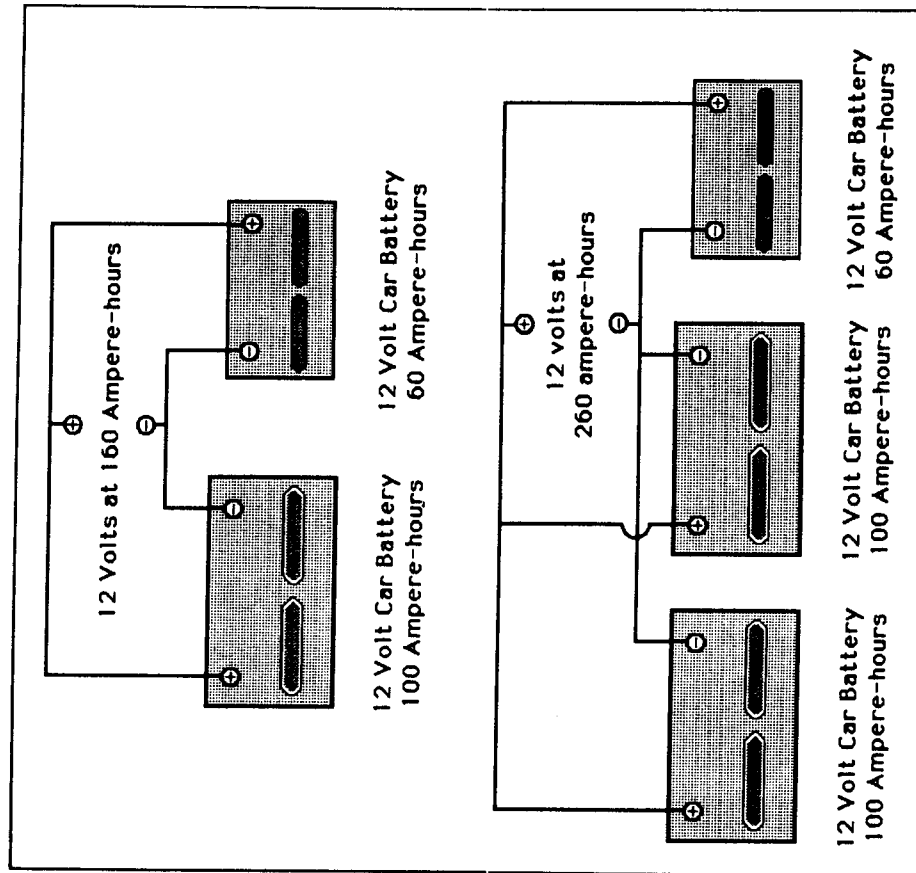 12 Volts at 160 Ampere-hours
12 Volt Car Battery
100 Ampere-hours
12 Volt Car Battery
60 Ampere-hours
12 volts at
260 ampere-hours
12 Volt Car Battery
100 Ampere-hours
12 Volt Car Battery
100 Ampere-hours
12 Volt Car Battery
60 Ampere-hours